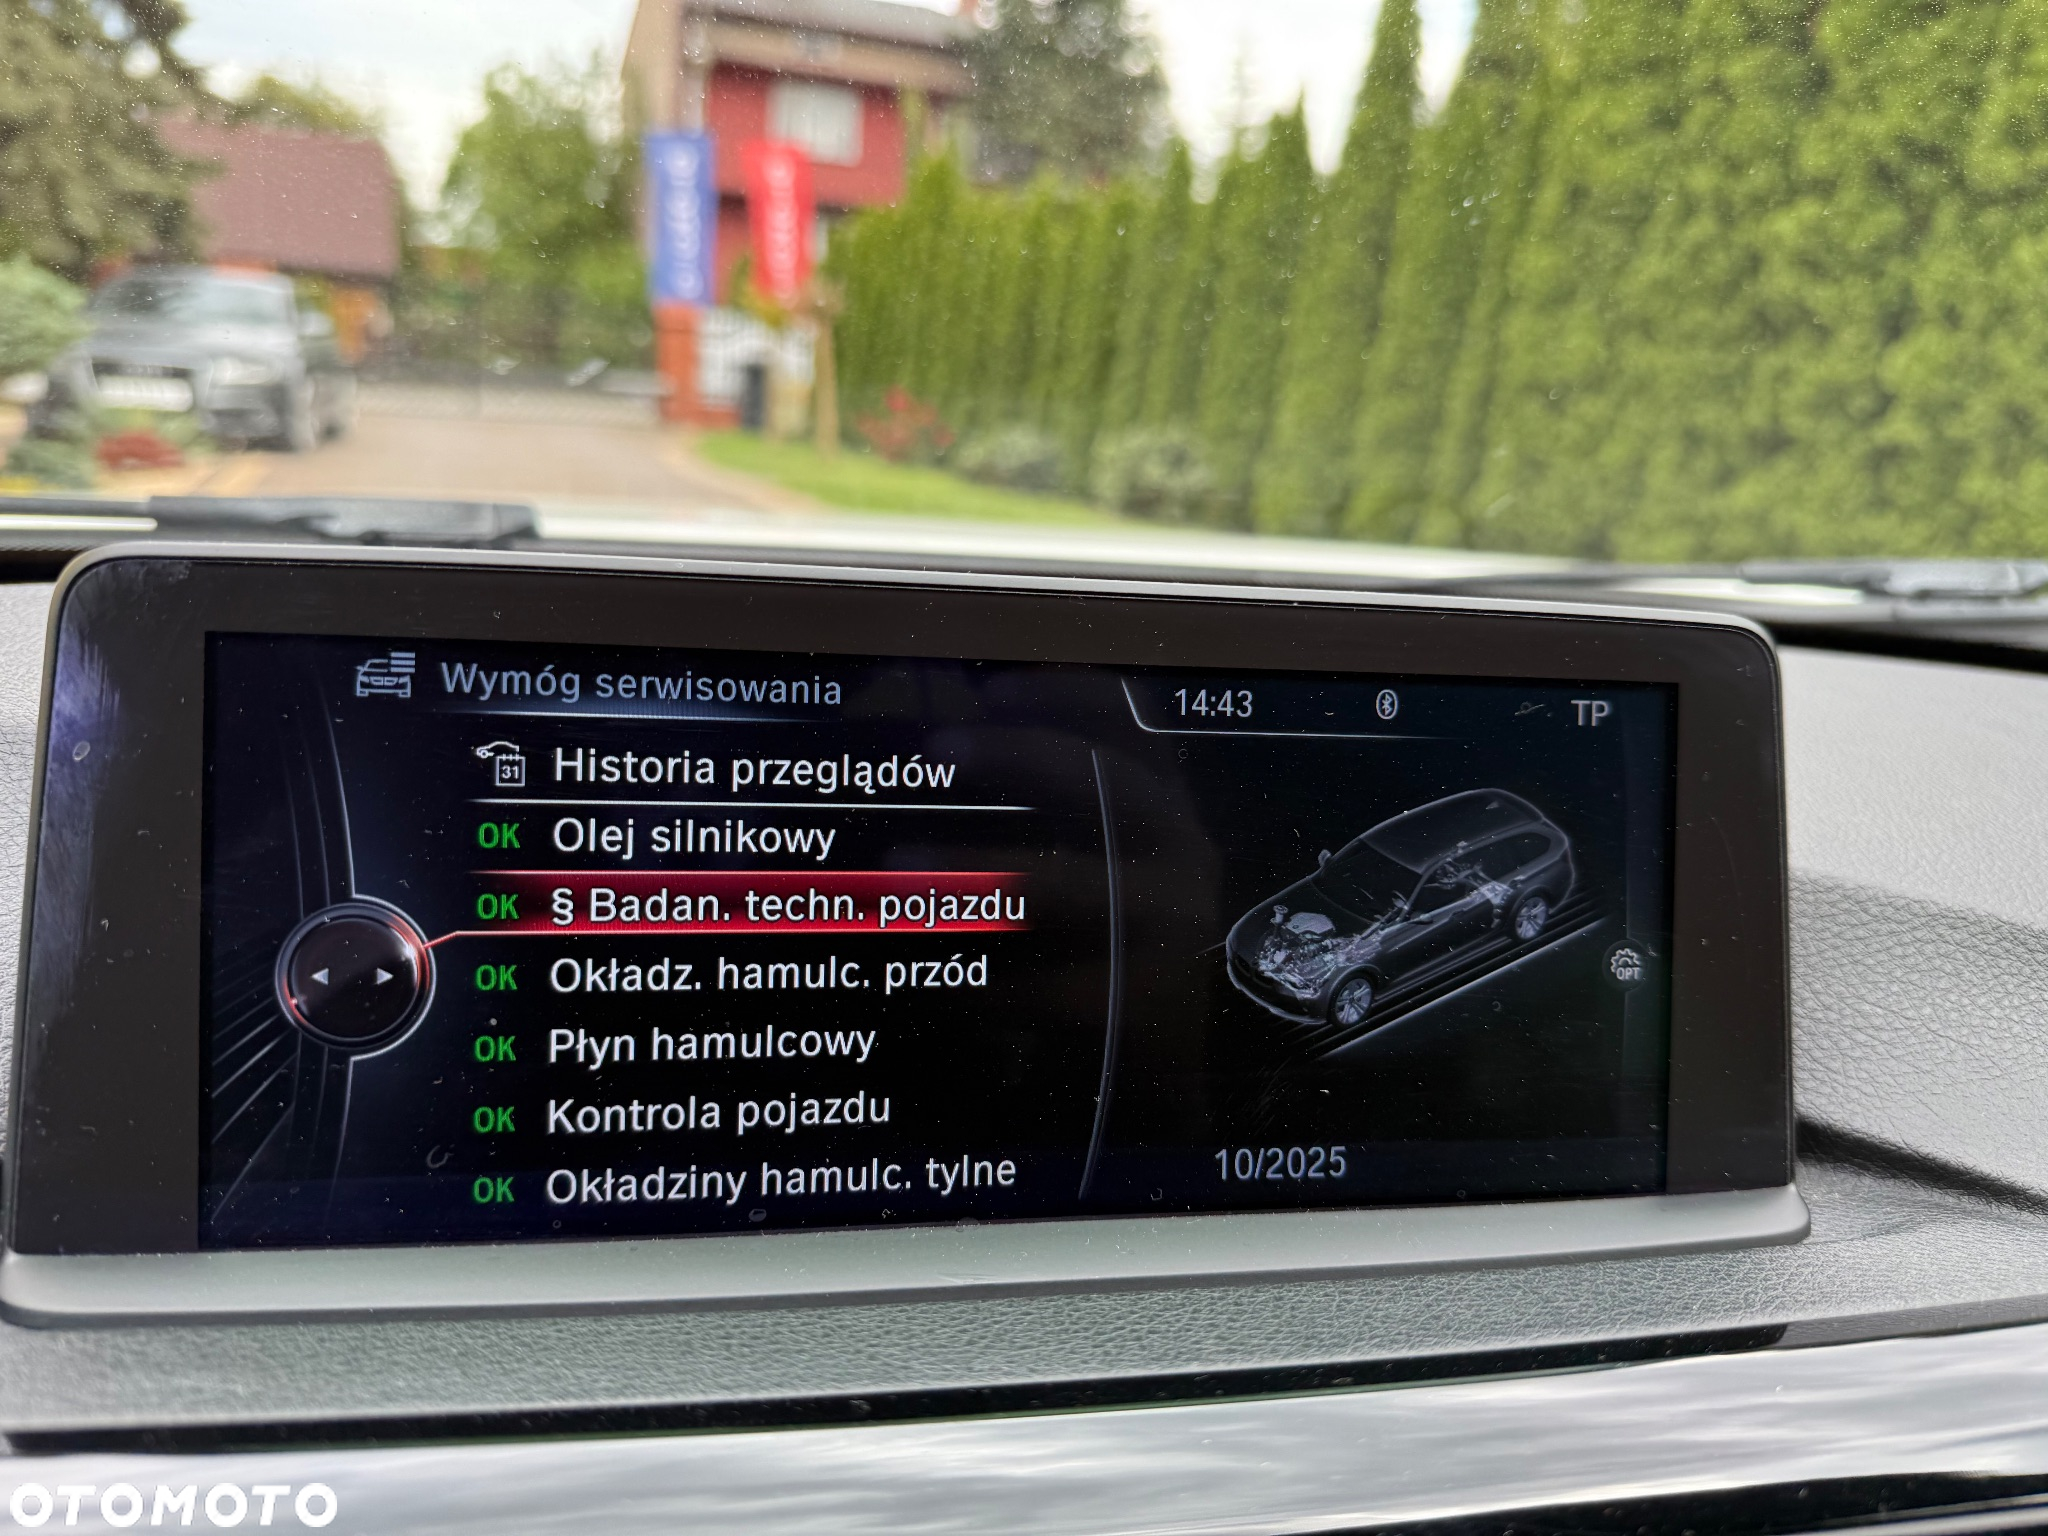 Wymóg serwisowania
14:43
TP
31
Historia przeglądów
OK Olej silnikowy
OK § Badan. techn. pojazdu
OK Okładz. hamulc. przód
OK Płyn hamulcowy
OK Kontrola pojazdu
OK Okładziny hamulc. tylne
OPT
10/2025
OTOMOTO